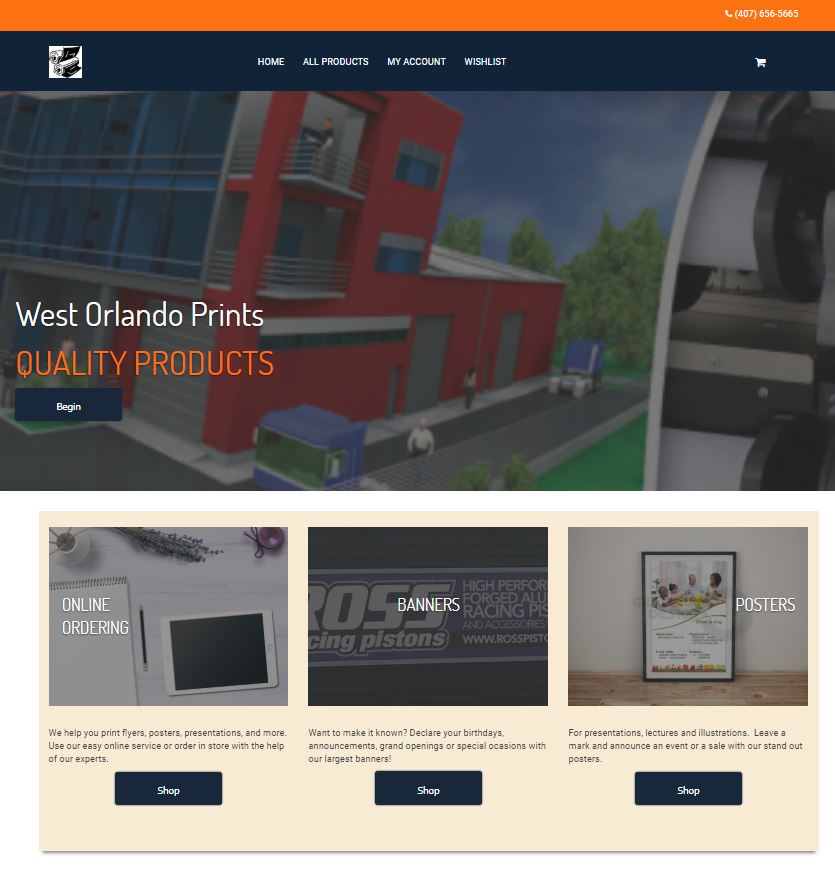 (407) 656-5665
HOME ALL PRODUCTS MY ACCOUNT WISHLIST
West Orlando Prints
QUALITY PRODUCTS
Begin
ONLINE
ORDERING
ROSS
cing pistons
HIGH PERFOR
FORGED ALU
RACING PIS
AND ACCESSORIES
WWW.ROSSPIST
BANNERS
POSTERS
We help you print flyers, posters, presentations, and more.
Use our easy online service or order in store with the help
of our experts.
Shop
Want to make it known? Declare your birthdays,
announcements, grand openings or special ocasions with
our largest banners!
Shop
For presentations, lectures and illustrations. Leave a
mark and announce an event or a sale with our stand out
posters.
Shop